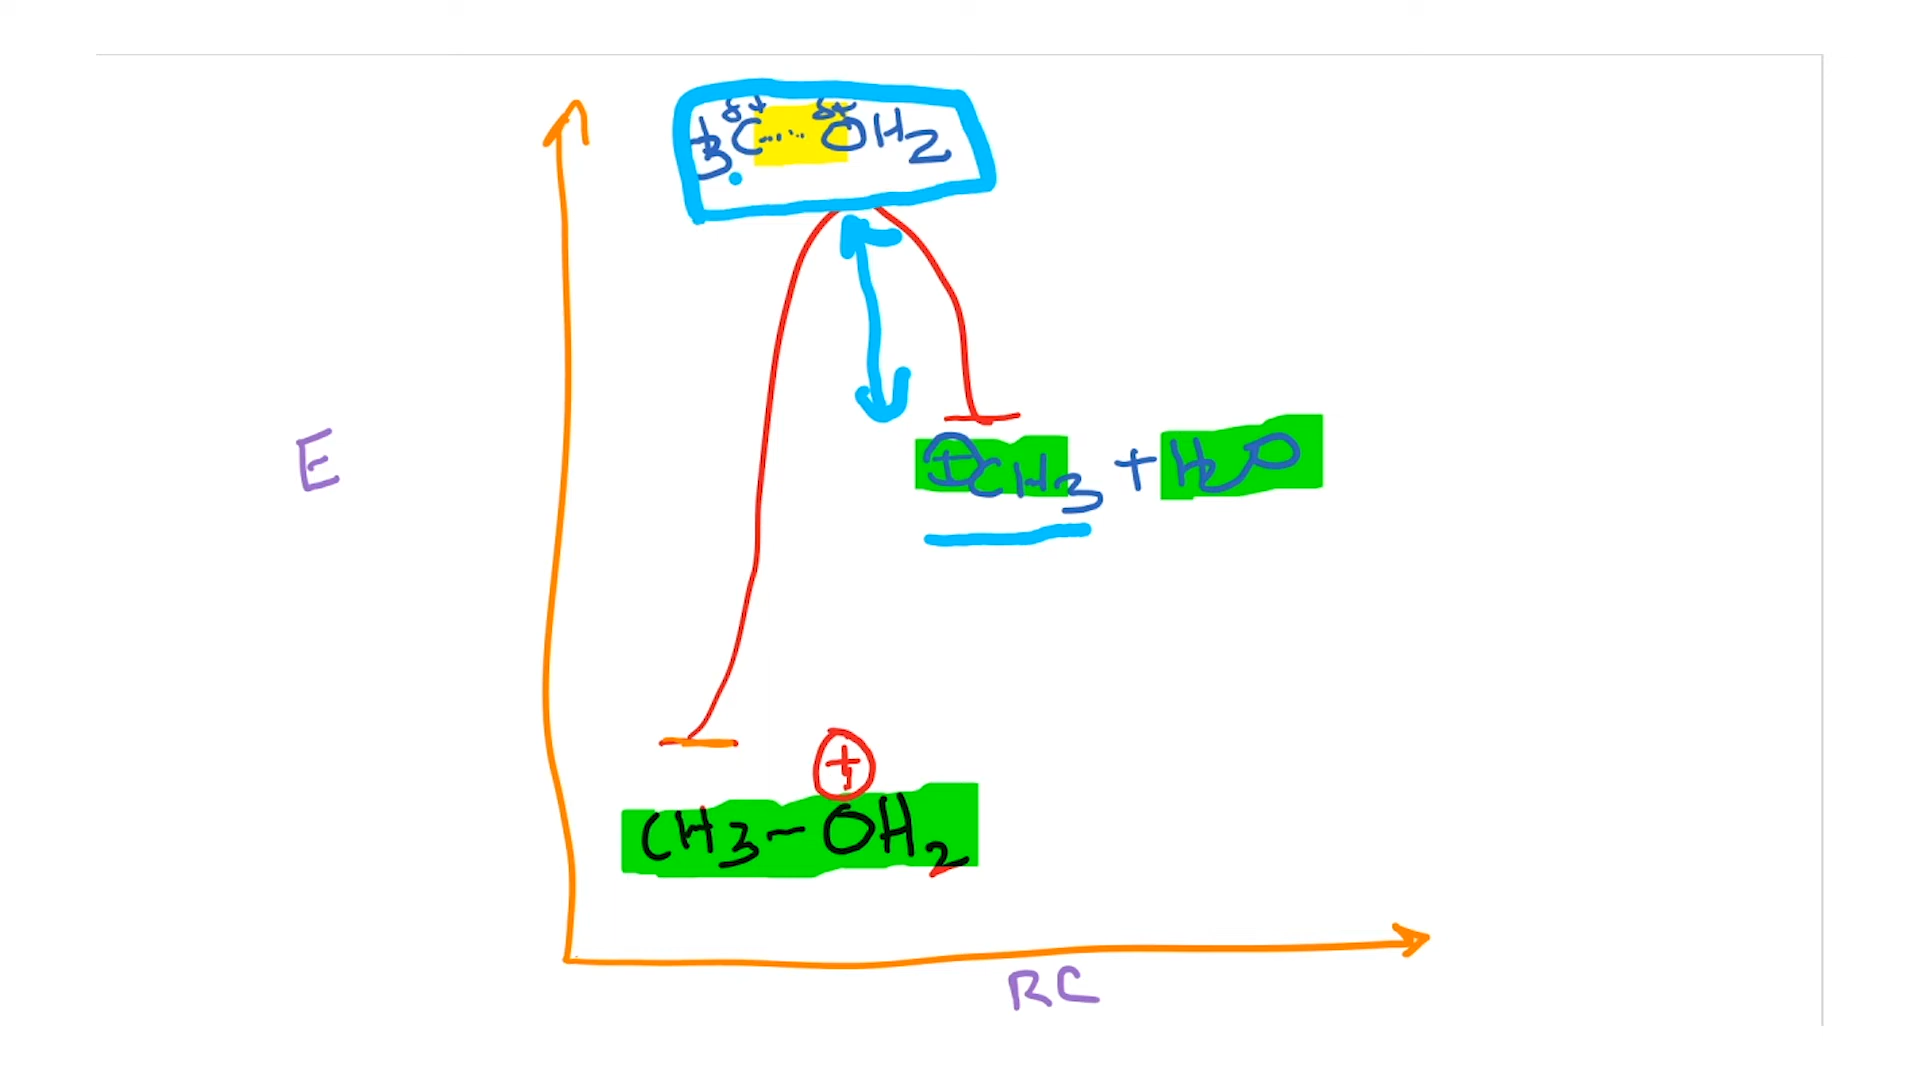 δ+ δ+
H3C.....OH2
E
⊕CH3 + H2O
⊕
CH3-OH2
RC